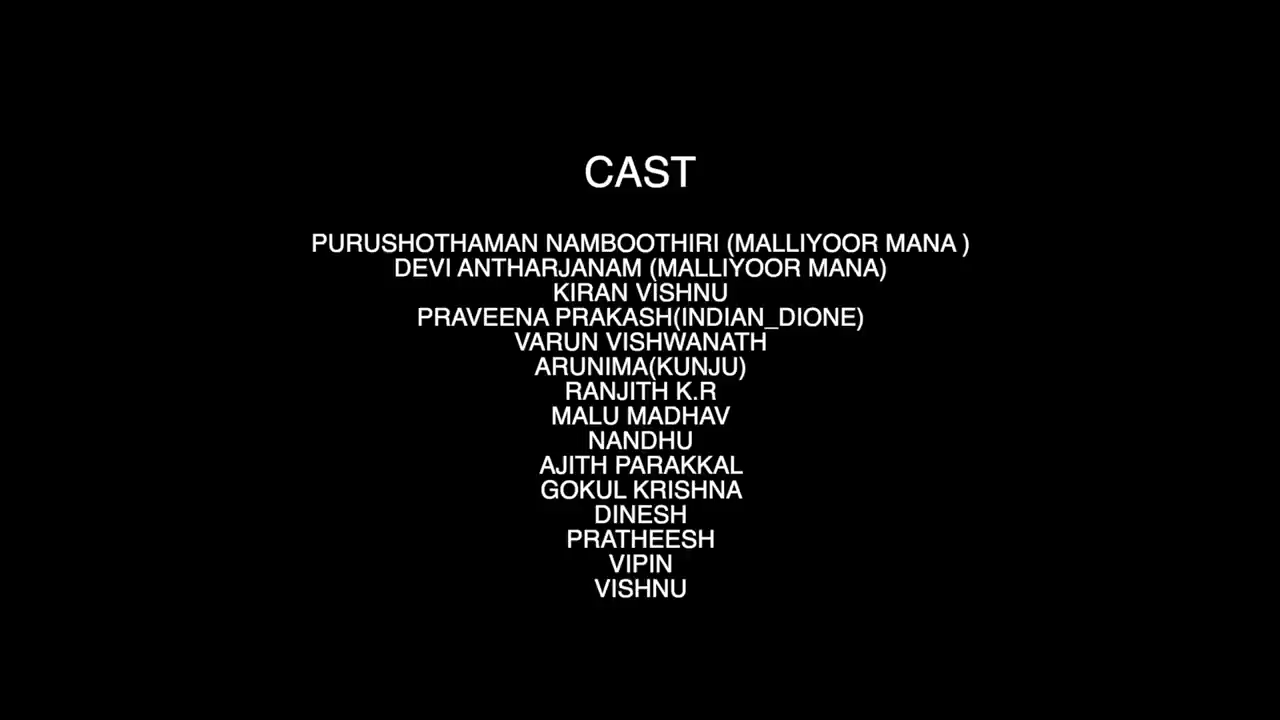 CAST
PURUSHOTHAMAN NAMBOOTHIRI (MALLIYOOR MANA )
DEVI ANTHARJANAM (MALLIYOOR MANA)
KIRAN VISHNU
PRAVEENA PRAKASH(INDIAN_DIONE)
VARUN VISHWANATH
ARUNIMA(KUNJU)
RANJITH K.R
MALU MADHAV
NANDHU
AJITH PARAKKAL
GOKUL KRISHNA
DINESH
PRATHEESH
VIPIN
VISHNU